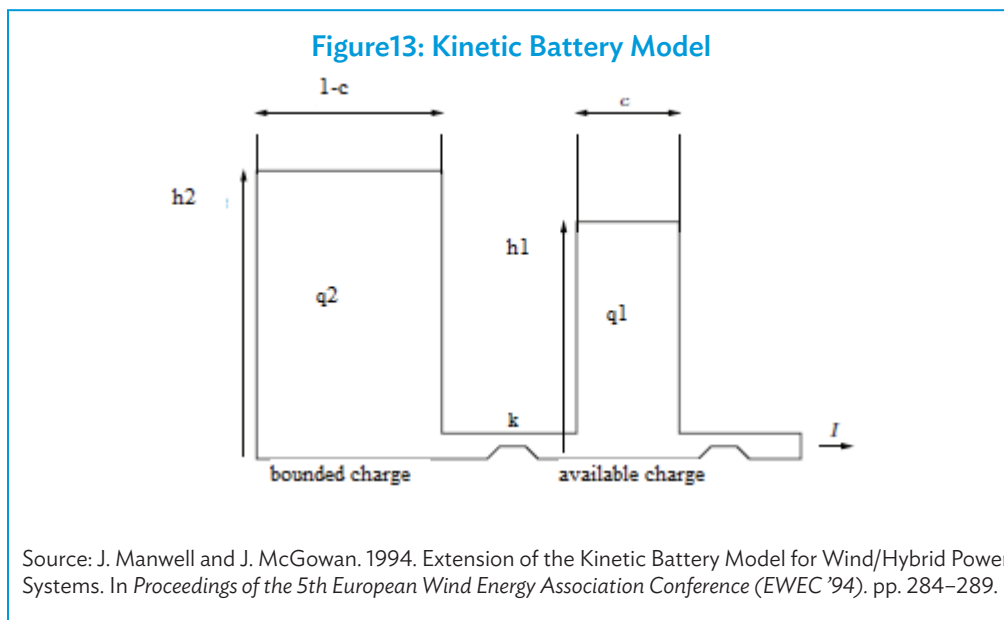 Figure13: Kinetic Battery Model
1-c
c
h2
h1
q2
q1
k
I
bounded charge
available charge
Source: J. Manwell and J. McGowan. 1994. Extension of the Kinetic Battery Model for Wind/Hybrid Power
Systems. In Proceedings of the 5th European Wind Energy Association Conference (EWEC ’94). pp. 284–289.